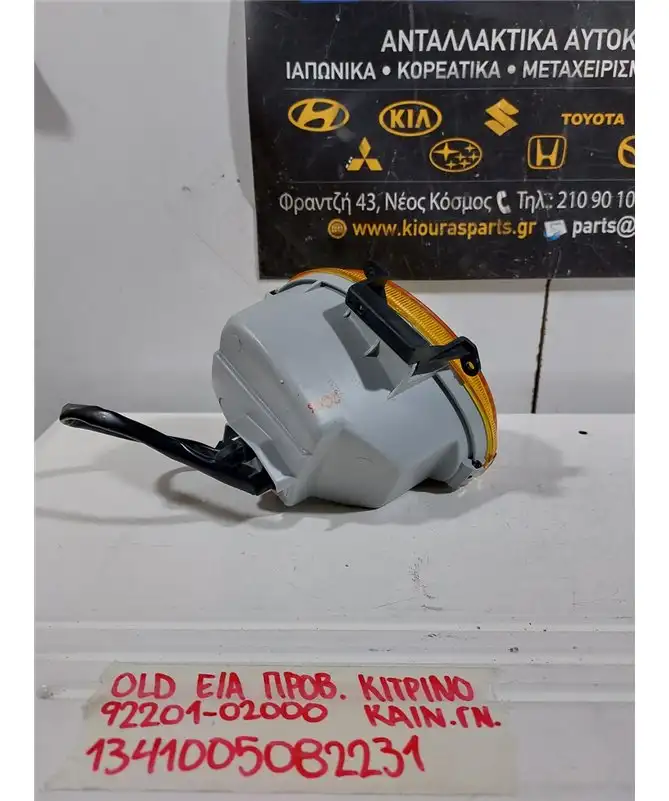 ΑΝΤΑΛΛΑΚΤΙΚΑ ΑΥΤΟΚ
ΙΑΠΩΝΙΚΑ • ΚΟΡΕΑΤΙΚΑ • ΜΕΤΑΧΕΙΡΙΣΜ
KIA
TOYOTA
Φραντζή 43, Νέος Κόσμος Τηλ.: 210 90 10
www.kiourasparts.gr parts@
OLD Ε/Α ΠΡΟΒ. ΚΙΤΡΙΝΟ
92201-02000 ΚΑΙΝ.ΓΝ.
1341005082231